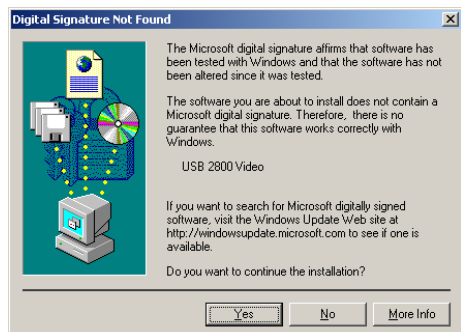 Digital Signature Not Found
The Microsoft digital signature affirms that software has
been tested with Windows and that the software has not
been altered since it was tested.
The software you are about to install does not contain a
Microsoft digital signature. Therefore, there is no
guarantee that this software works correctly with
Windows.
USB 2800 Video
If you want to search for Microsoft digitally signed
software, visit the Windows Update Web site at
http://windowsupdate.microsoft.com to see if one is
available.
Do you want to continue the installation?
Yes No More Info